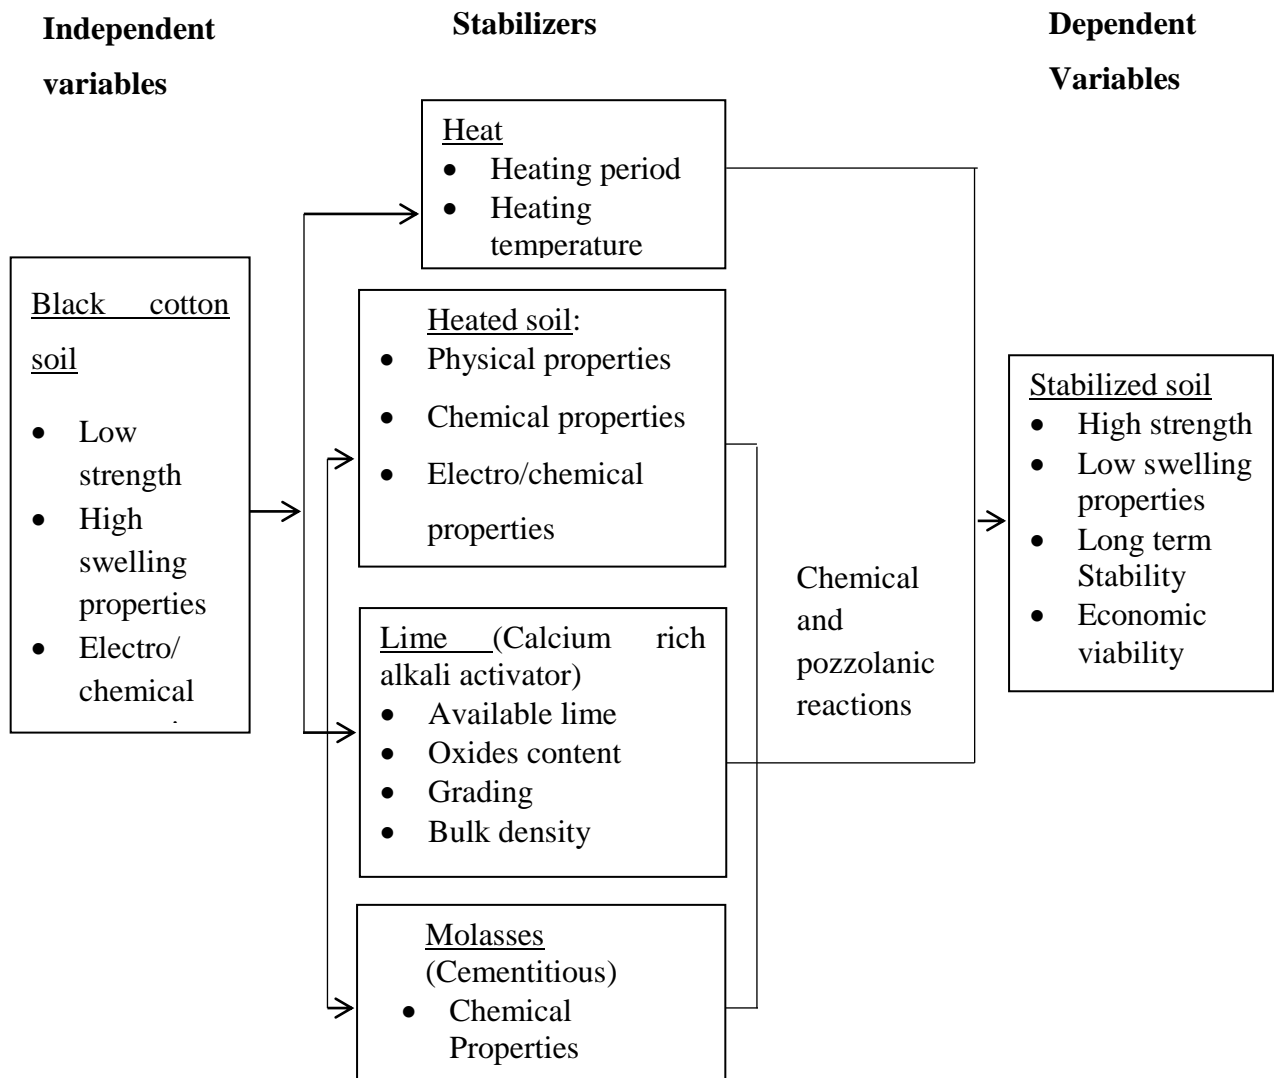 Independent
variables
Stabilizers
Dependent
Variables
Heat
• Heating period
• Heating
temperature
Black cotton
soil
• Low
strength
• High
swelling
properties
• Electro/
chemical
Heated soil:
• Physical properties
• Chemical properties
• Electro/chemical
properties
Lime (Calcium rich
alkali activator)
• Available lime
• Oxides content
• Grading
• Bulk density
Molasses
(Cementitious)
• Chemical
Properties
Chemical
and
pozzolanic
reactions
Stabilized soil
• High strength
• Low swelling
properties
• Long term
Stability
• Economic
viability